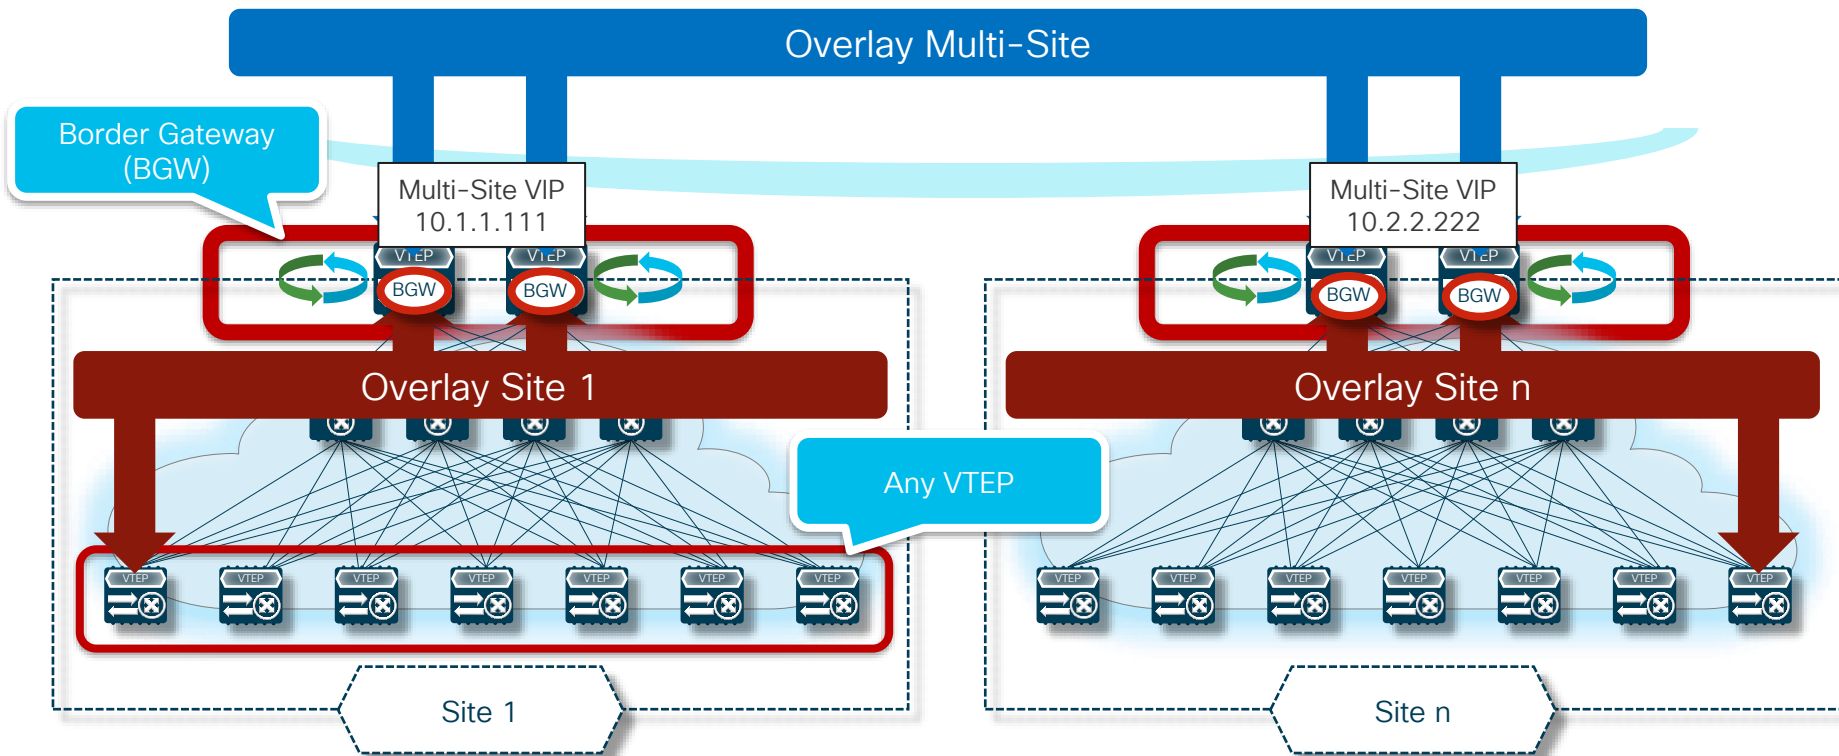 Overlay Multi-Site
Border Gateway
(BGW)
Multi-Site VIP
10.1.1.111
Multi-Site VIP
10.2.2.222
VTEP
VTEP
VTEP
VTEP
BGW
BGW
BGW
BGW
Overlay Site 1
Overlay Site n
Any VTEP
VTEP
VTEP
VTEP
VTEP
VTEP
VTEP
VTEP
VTEP
VTEP
VTEP
VTEP
VTEP
VTEP
VTEP
Site 1
Site n